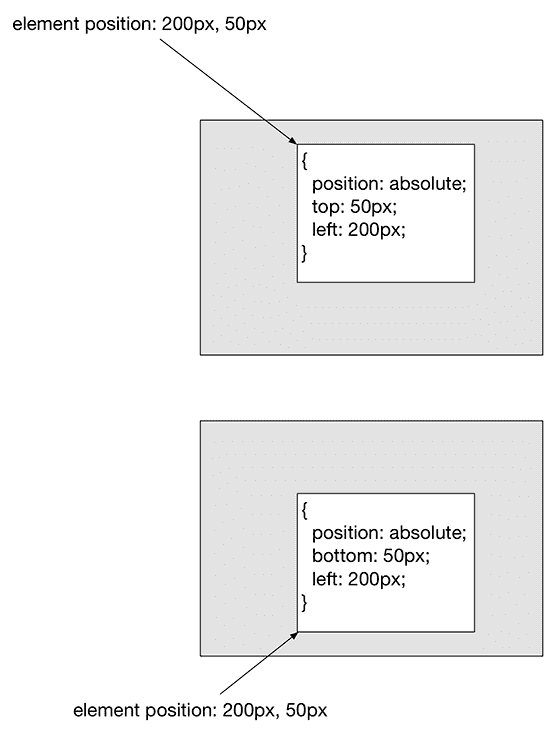 element position: 200px, 50px
{
position: absolute;
top: 50px;
left: 200px;
}
{
position: absolute;
bottom: 50px;
left: 200px;
}
element position: 200px, 50px